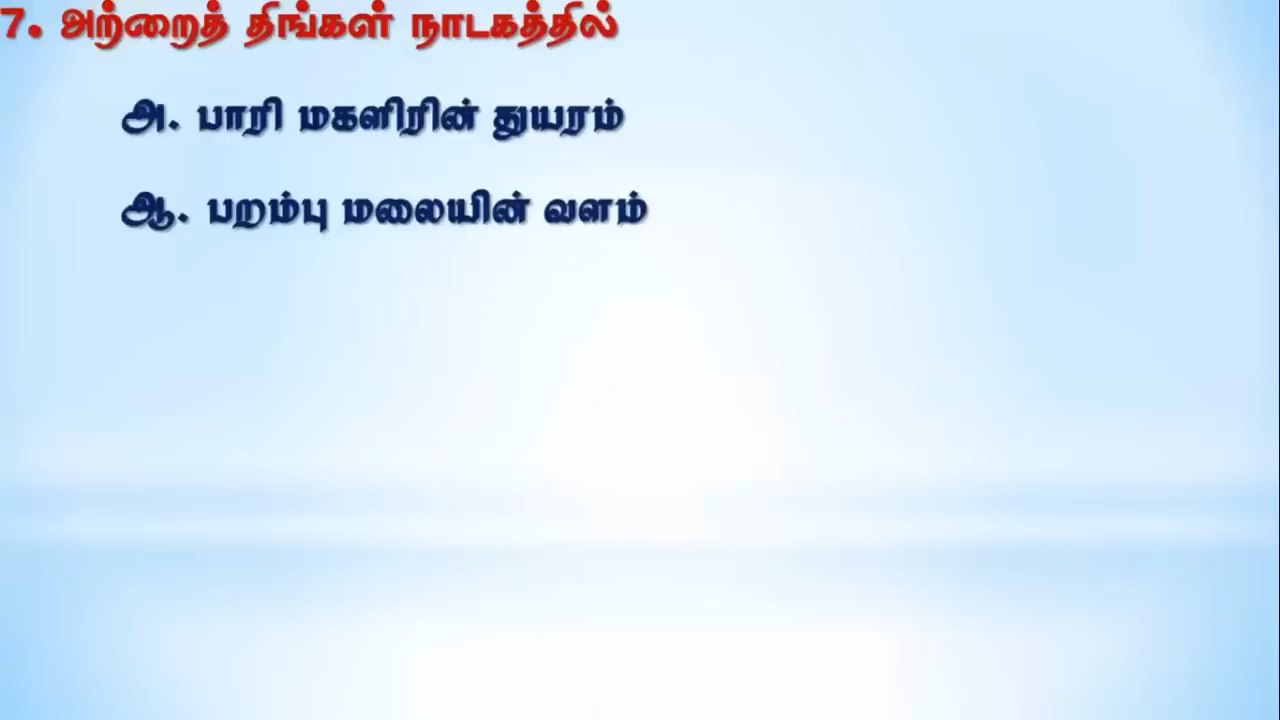 7. அற்றைத் திங்கள் நாடகத்தில்
அ. பாரி மகளிரின் துயரம்
ஆ. பறம்பு மலையின் வளம்